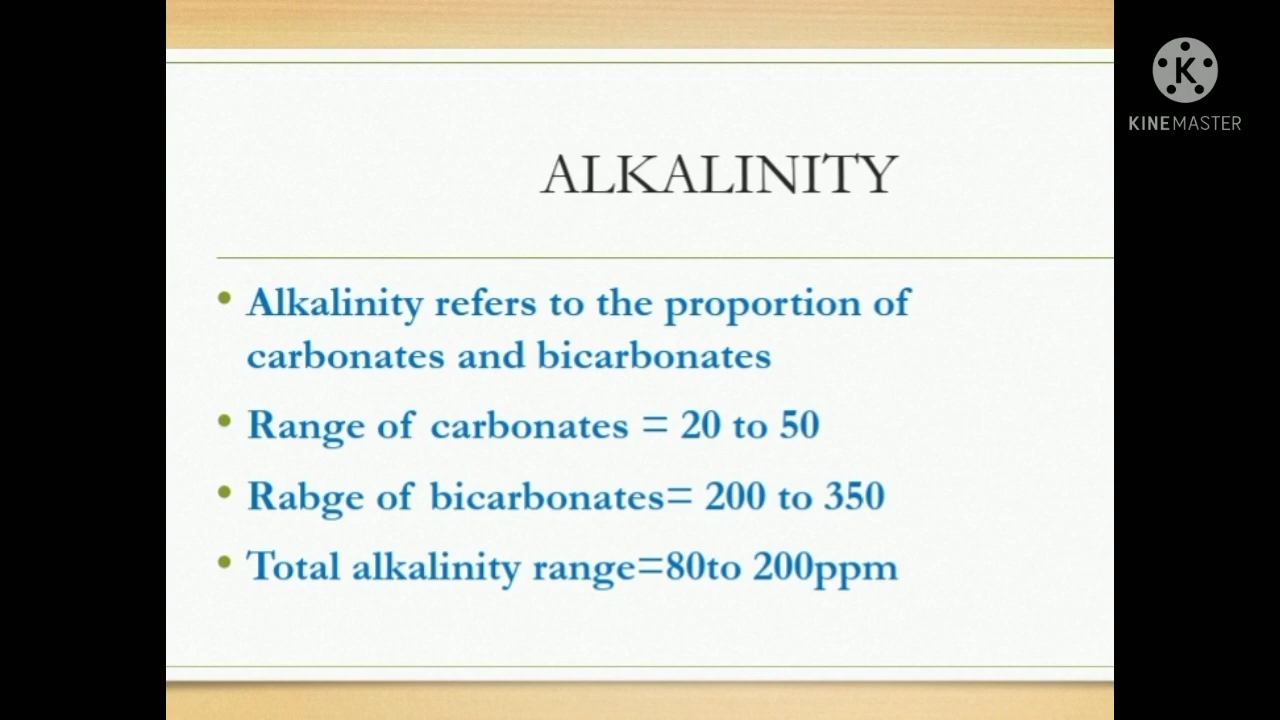 K
KINEMASTER
ALKALINITY
• Alkalinity refers to the proportion of
carbonates and bicarbonates
• Range of carbonates = 20 to 50
• Rabge of bicarbonates= 200 to 350
• Total alkalinity range=80to 200ppm